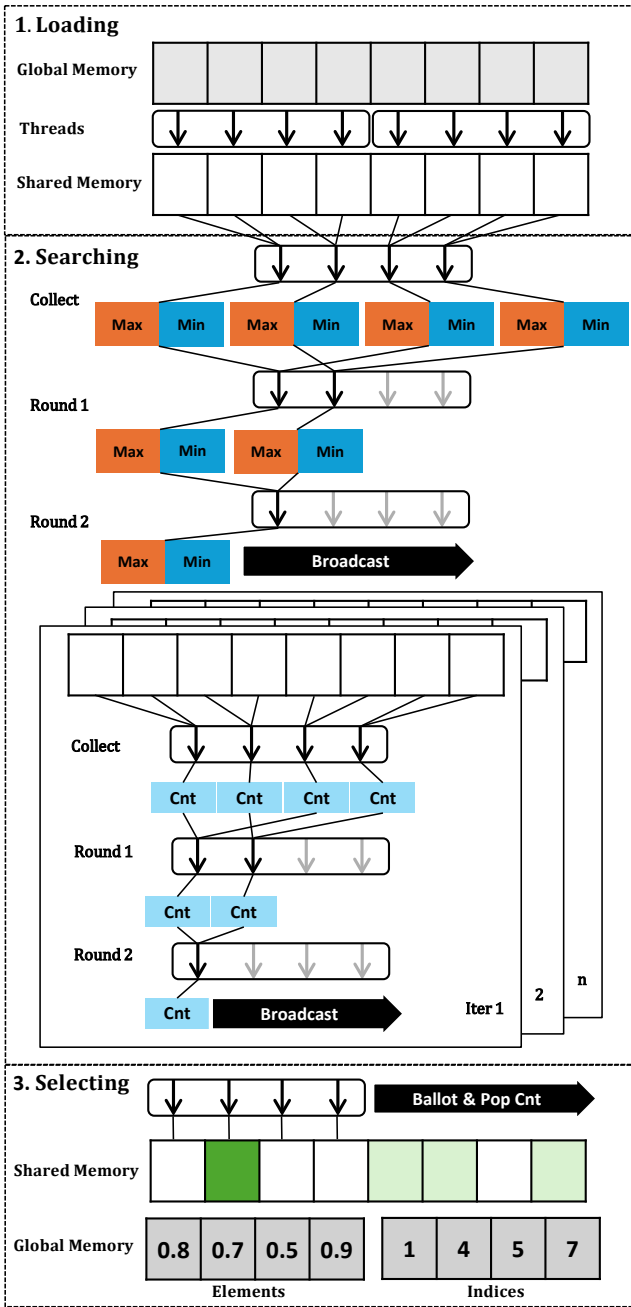 1. Loading
Global Memory
Threads
Shared Memory
2. Searching
Collect
Max Min Max Min Max Min Max Min
Round 1
Max Min Max Min
Round 2
Max Min Broadcast
Collect
Cnt Cnt Cnt Cnt
Round 1
Cnt Cnt
Round 2
Cnt Broadcast Iter 1 2 n
3. Selecting
Ballot & Pop Cnt
Shared Memory
Global Memory 0.8 0.7 0.5 0.9 1 4 5 7
Elements Indices